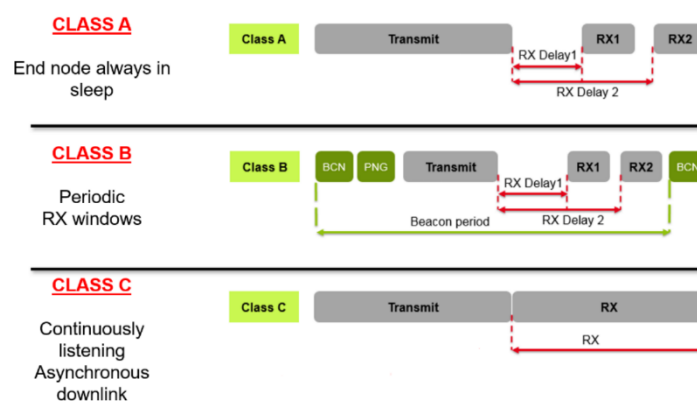 CLASS A
End node always in
sleep
Class A
Transmit
RX1
RX2
RX Delay1
RX Delay 2
CLASS B
Periodic
RX windows
Class B
BCN
PNG
Transmit
RX1
RX2
BCN
RX Delay1
RX Delay 2
Beacon period
CLASS C
Continuously
listening
Asynchronous
downlink
Class C
Transmit
RX
RX